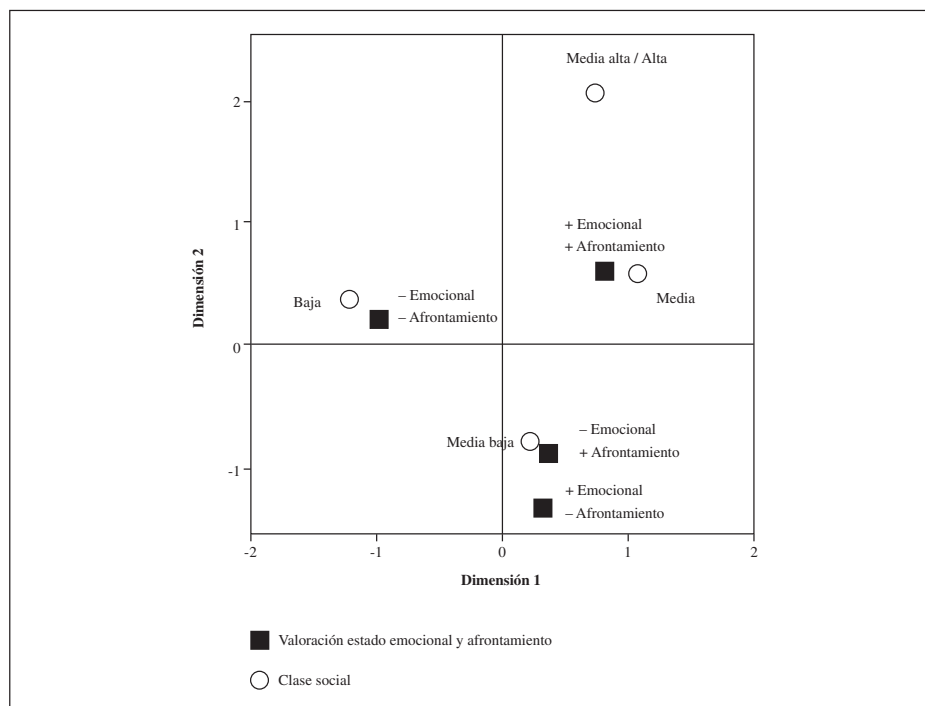 Media alta / Alta
2
+ Emocional
+ Afrontamiento
1
Dimensión 2
Baja
– Emocional
– Afrontamiento
Media
0
Media baja
– Emocional
+ Afrontamiento
-1
+ Emocional
– Afrontamiento
-2
-1
0
1
2
Dimensión 1
Valoración estado emocional y afrontamiento
Clase social